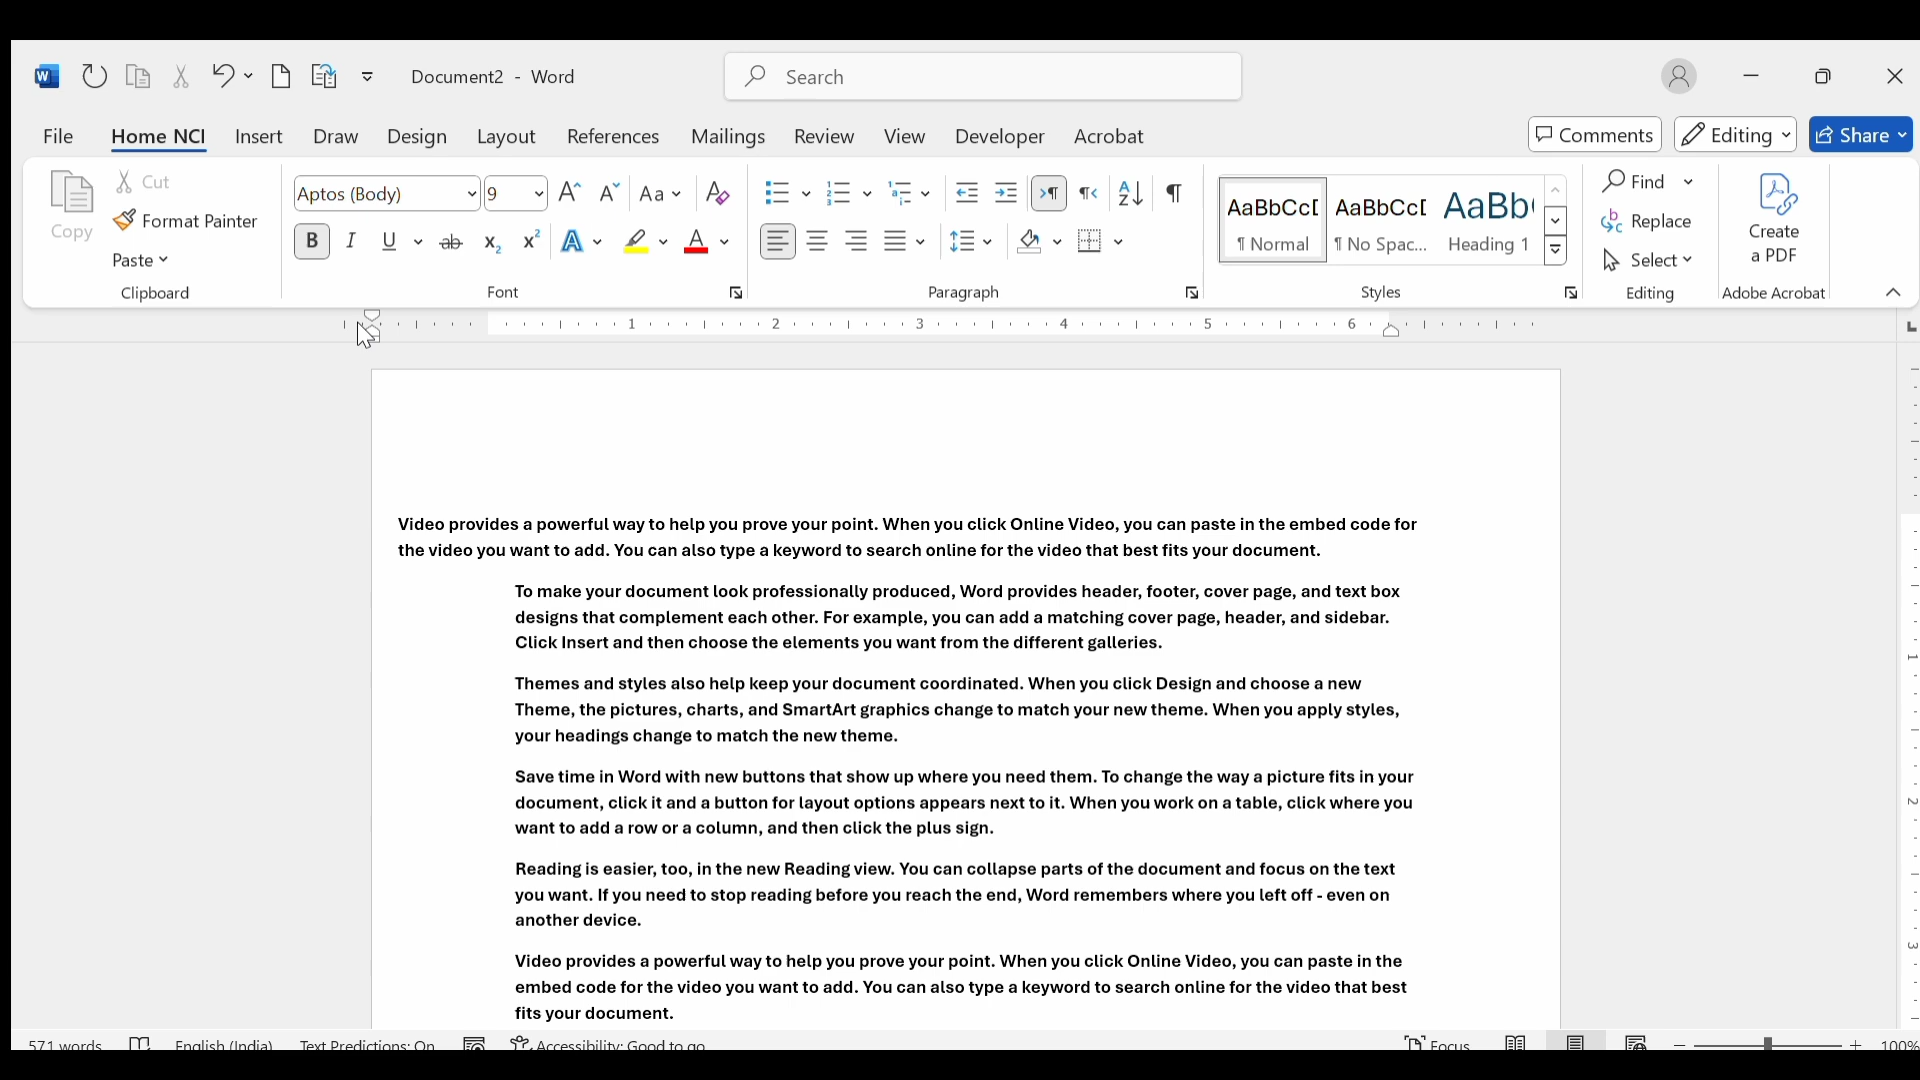 Document2 - Word
Search
File Home NCI Insert Draw Design Layout References Mailings Review View Developer Acrobat
Comments Editing Share
Copy
Cut
Format Painter
Paste
Clipboard
Aptos (Body) 9
Font
Paragraph
AaBbCcD AaBbCcD AaBb
¶ Normal ¶ No Spac... Heading 1
Styles
Find
Replace
Select
Editing
Create
a PDF
Adobe Acrobat
1 2 3 4 5 6
Video provides a powerful way to help you prove your point. When you click Online Video, you can paste in the embed code for
the video you want to add. You can also type a keyword to search online for the video that best fits your document.
To make your document look professionally produced, Word provides header, footer, cover page, and text box
designs that complement each other. For example, you can add a matching cover page, header, and sidebar.
Click Insert and then choose the elements you want from the different galleries.
Themes and styles also help keep your document coordinated. When you click Design and choose a new
Theme, the pictures, charts, and SmartArt graphics change to match your new theme. When you apply styles,
your headings change to match the new theme.
Save time in Word with new buttons that show up where you need them. To change the way a picture fits in your
document, click it and a button for layout options appears next to it. When you work on a table, click where you
want to add a row or a column, and then click the plus sign.
Reading is easier, too, in the new Reading view. You can collapse parts of the document and focus on the text
you want. If you need to stop reading before you reach the end, Word remembers where you left off - even on
another device.
Video provides a powerful way to help you prove your point. When you click Online Video, you can paste in the
embed code for the video you want to add. You can also type a keyword to search online for the video that best
fits your document.
1
2
3
571 words English (India) Text Predictions: On Accessibility: Good to go Focus 100%